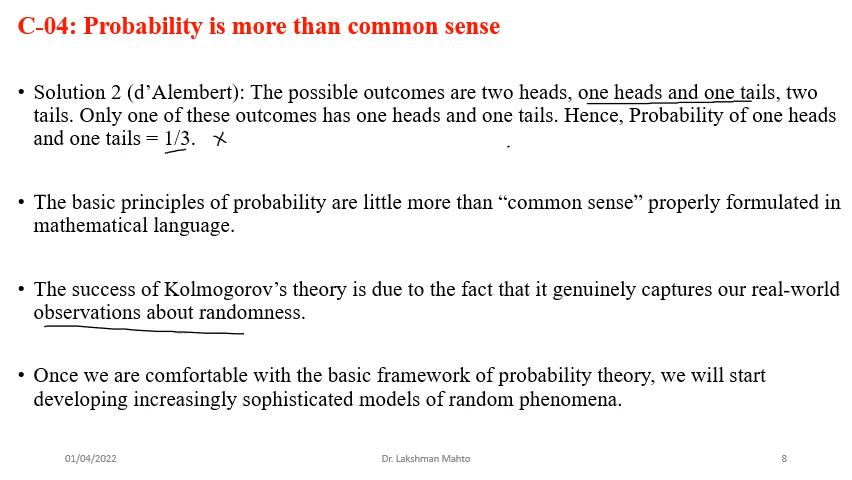 C-04: Probability is more than common sense
• Solution 2 (d’Alembert): The possible outcomes are two heads, one heads and one tails, two
tails. Only one of these outcomes has one heads and one tails. Hence, Probability of one heads
and one tails = 1/3. ×
• The basic principles of probability are little more than “common sense” properly formulated in
mathematical language.
• The success of Kolmogorov’s theory is due to the fact that it genuinely captures our real-world
observations about randomness.
• Once we are comfortable with the basic framework of probability theory, we will start
developing increasingly sophisticated models of random phenomena.
01/04/2022 Dr. Lakshman Mahto 8